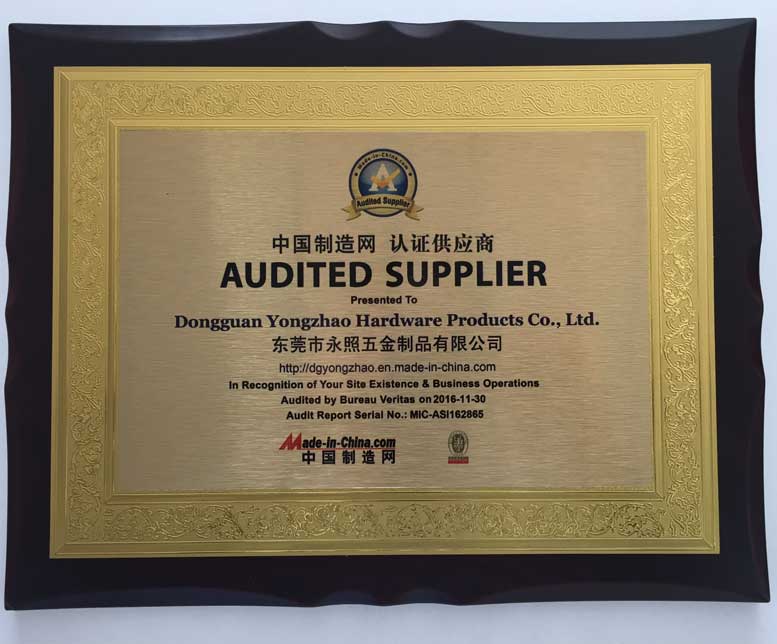 Made-in-China.com
Audited Supplier
中国制造网 认证供应商
AUDITED SUPPLIER
Presented To
Dongguan Yongzhao Hardware Products Co., Ltd.
东莞市永照五金制品有限公司
http://dgyongzhao.en.made-in-china.com
In Recognition of Your Site Existence & Business Operations
Audited by Bureau Veritas on 2016-11-30
Audit Report Serial No.: MIC-ASI162865
Made-in-China.com
中国制造网